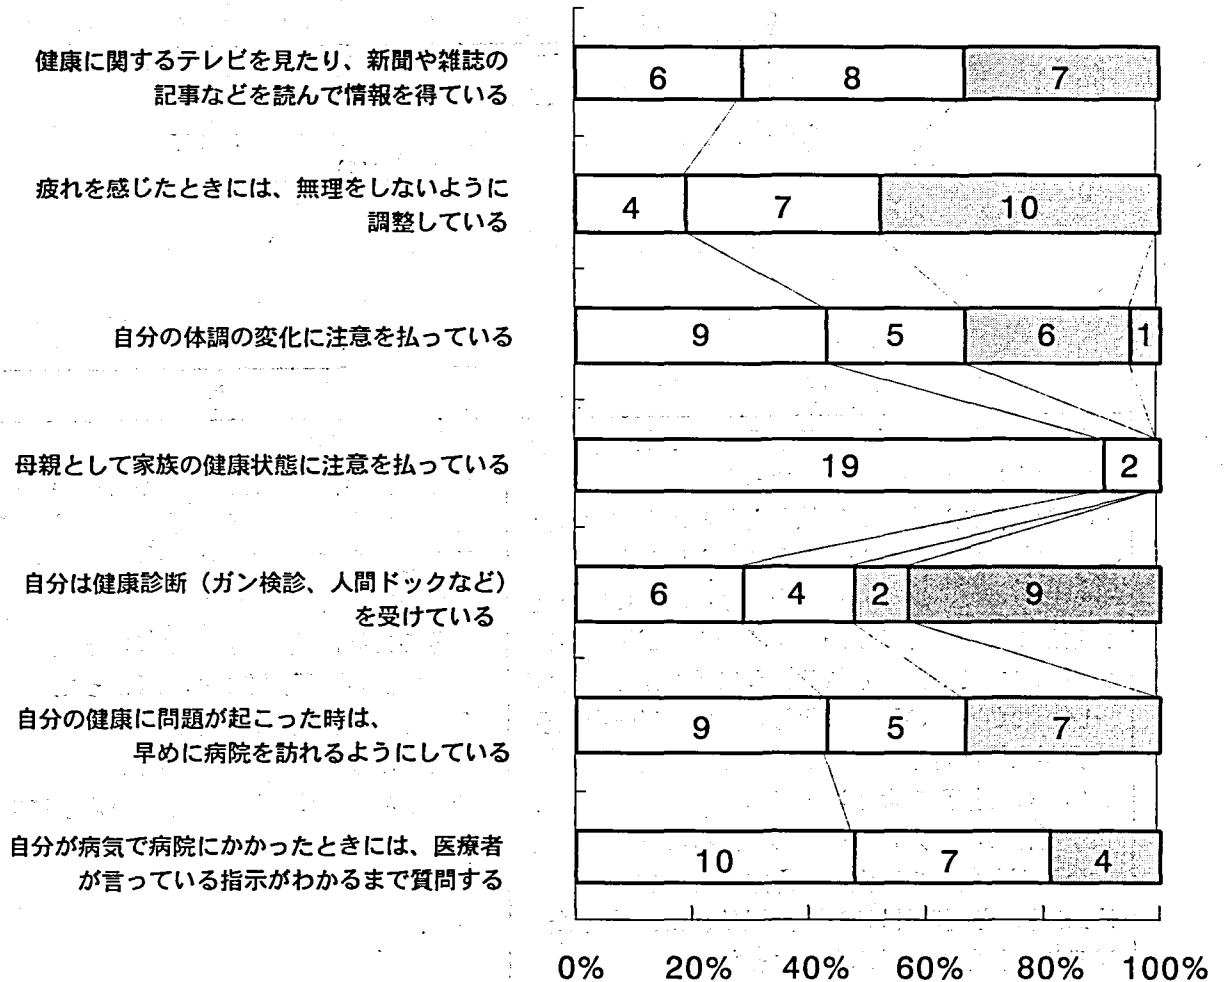 健康に関するテレビを見たり、新聞や雑誌の
記事などを読んで情報を得ている
6 8 7
疲れを感じたときには、無理をしないように
調整している
4 7 10
自分の体調の変化に注意を払っている
9 5 6 1
母親として家族の健康状態に注意を払っている
19 2
自分は健康診断（ガン検診、人間ドックなど）
を受けている
6 4 2 9
自分の健康に問題が起こった時は、
早めに病院を訪れるようにしている
9 5 7
自分が病気で病院にかかったときには、医療者
が言っている指示がわかるまで質問する
10 7 4
0% 20% 40% 60% 80% 100%